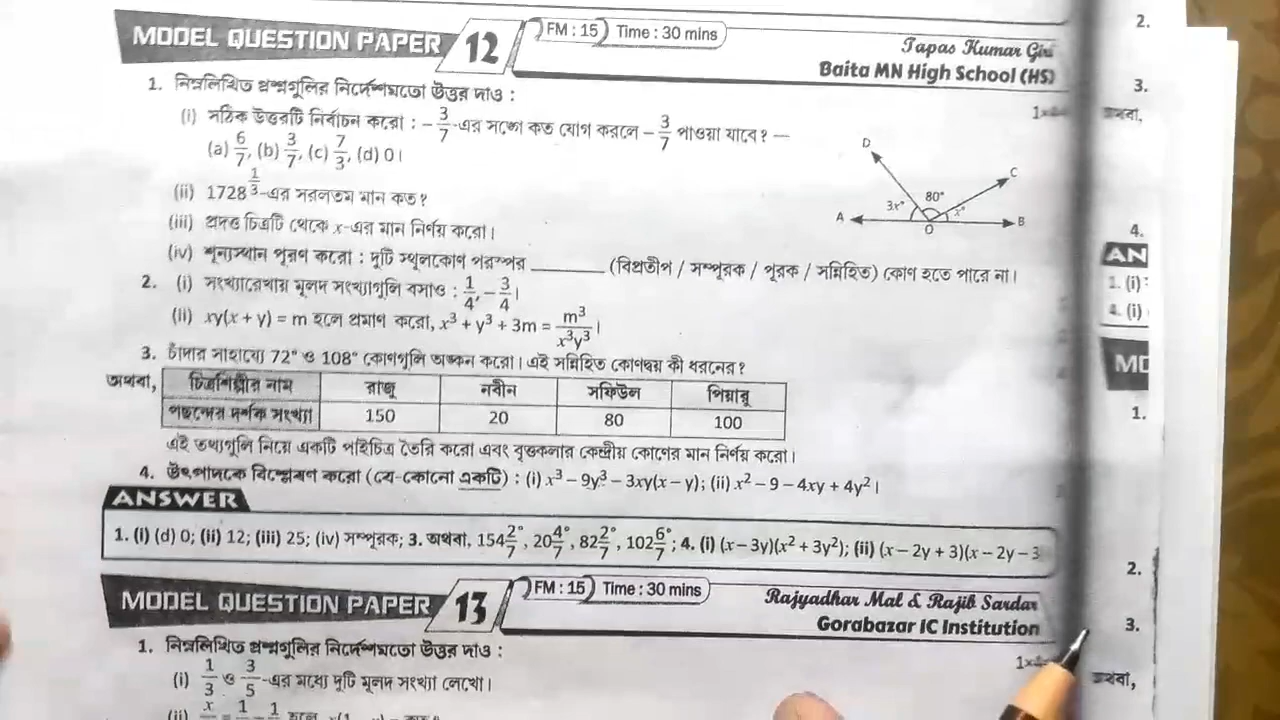 MODEL QUESTION PAPER 12 FM : 15 Time : 30 mins
Tapas Kumar Giri
Baita MN High School (HS)
1. নিম্নলিখিত প্রশ্নগুলির নির্দেশমতো উত্তর দাও :
(i) সঠিক উত্তরটি নির্বাচন করো : – 3/7-এর সঙ্গে কত যোগ করলে – 3/7 পাওয়া যাবে? —
(a) 6/7, (b) 3/7, (c) 7/3, (d) 0।
(ii) 1728^(1/3)-এর সরলতম মান কত?
(iii) প্রদত্ত চিত্রটি থেকে x-এর মান নির্ণয় করো।
D C 3x° 80° x° A O B
(iv) শূন্যস্থান পূরণ করো : দুটি স্থূলকোণ পরস্পর ________ (বিপ্রতীপ / সম্পূরক / পূরক / সন্নিহিত) কোণ হতে পারে না।
2. (i) সংখ্যারেখায় মূলদ সংখ্যাগুলি বসাও : 1/4, – 3/4।
(ii) xy(x + y) = m হলে প্রমাণ করো, x³ + y³ + 3m = m³/x³y³।
3. চাঁদার সাহায্যে 72° ও 108° কোণগুলি অঙ্কন করো। এই সন্নিহিত কোণদ্বয় কী ধরনের?
অথবা, চিত্রশিল্পীর নাম রাজু নবীন সফিউল পিয়ারু
পছন্দের দর্শক সংখ্যা 150 20 80 100
এই তথ্যগুলি নিয়ে একটি পাইচিত্র তৈরি করো এবং বৃত্তকলার কেন্দ্রীয় কোণের মান নির্ণয় করো।
4. উৎপাদকে বিশ্লেষণ করো (যে-কোনো একটি) : (i) x³ – 9y³ – 3xy(x – y); (ii) x² – 9 – 4xy + 4y²।
ANSWER
1. (i) (d) 0; (ii) 12; (iii) 25; (iv) সম্পূরক; 3. অথবা, 154 2/7°, 20 4/7°, 82 2/7°, 102 6/7°; 4. (i) (x – 3y)(x² + 3y²); (ii) (x – 2y + 3)(x – 2y – 3
MODEL QUESTION PAPER 13 FM : 15 Time : 30 mins
Rajyadhar Mal & Rajib Sardar
Gorabazar IC Institution
1. নিম্নলিখিত প্রশ্নগুলির নির্দেশমতো উত্তর দাও :
(i) 1/3 ও 3/5-এর মধ্যে দুটি মূলদ সংখ্যা লেখো।
2.
3.
অথবা,
4.
AN
1. (i)
4. (i)
1.
2.
3.
অথবা,